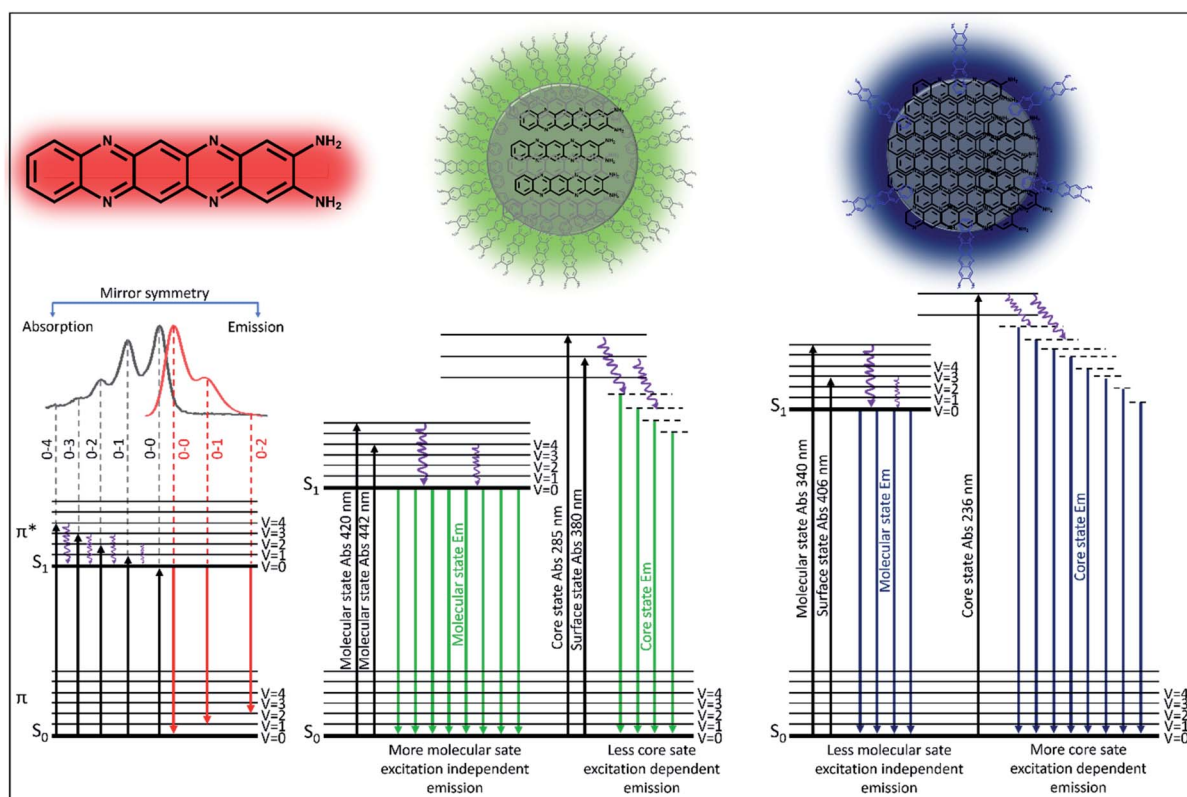 N
N
NH₂
N
N
NH₂
Mirror symmetry
Absorption
Emission
0-4
0-3
0-2
0-1
0-0
0-0
0-1
0-2
π*
S₁
V=4
V=3
V=2
V=1
V=0
π
S₀
V=4
V=3
V=2
V=1
V=0
S₁
V=4
V=3
V=2
V=1
V=0
Molecular state Abs 420 nm
Molecular state Abs 442 nm
Molecular state Em
Core state Abs 285 nm
Surface state Abs 380 nm
Core state Em
S₀
V=4
V=3
V=2
V=1
V=0
More molecular sate
excitation independent
emission
Less core sate
excitation dependent
emission
S₁
V=4
V=3
V=2
V=1
V=0
Molecular state Abs 340 nm
Surface state Abs 406 nm
Molecular state Em
Core state Abs 236 nm
Core state Em
S₀
V=4
V=3
V=2
V=1
V=0
Less molecular sate
excitation independent
emission
More core sate
excitation dependent
emission